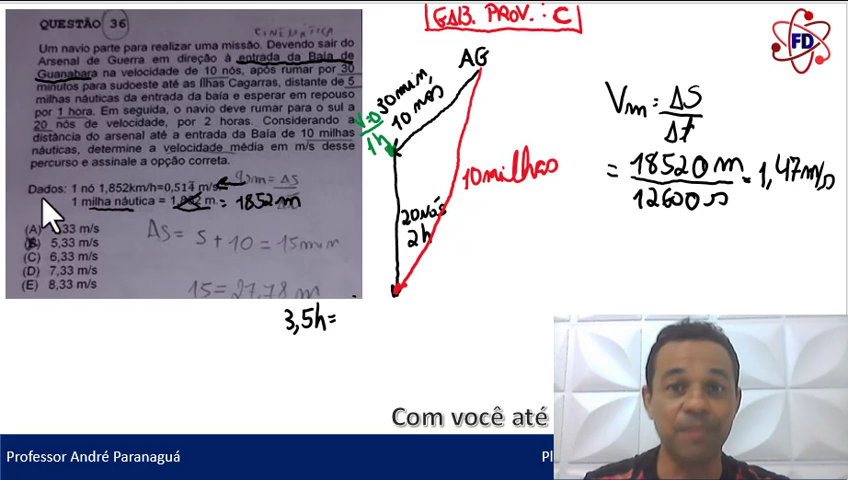 QUESTÃO 36
CINEMÁTICA
Um navio parte para realizar uma missão. Devendo sair do
Arsenal de Guerra em direção à entrada da Baía de
Guanabara na velocidade de 10 nós, após rumar por 30
minutos para sudoeste até as Ilhas Cagarras, distante de 5
milhas náuticas da entrada da baía e esperar em repouso
por 1 hora. Em seguida, o navio deve rumar para o sul a
20 nós de velocidade, por 2 horas. Considerando a
distância do arsenal até a entrada da Baía de 10 milhas
náuticas, determine a velocidade média em m/s desse
percurso e assinale a opção correta.
Dados: 1 nó 1,852km/h=0,514 m/s
1 milha náutica = m. = 1852 m
(A) ,33 m/s
(B) 5,33 m/s
(C) 6,33 m/s
(D) 7,33 m/s
(E) 8,33 m/s
ΔS = 5 + 10 = 15
15 = 27,78 m
3,5h =
GAB. PROV.: C
AG
30 min,
10 nós
V=0
1h
20 nós
2h
10 milhas
Vm = ΔS
Δt
= 18520 m = 1,47 m/s
12600 s
FD
Com você até
Professor André Paranaguá
Pl